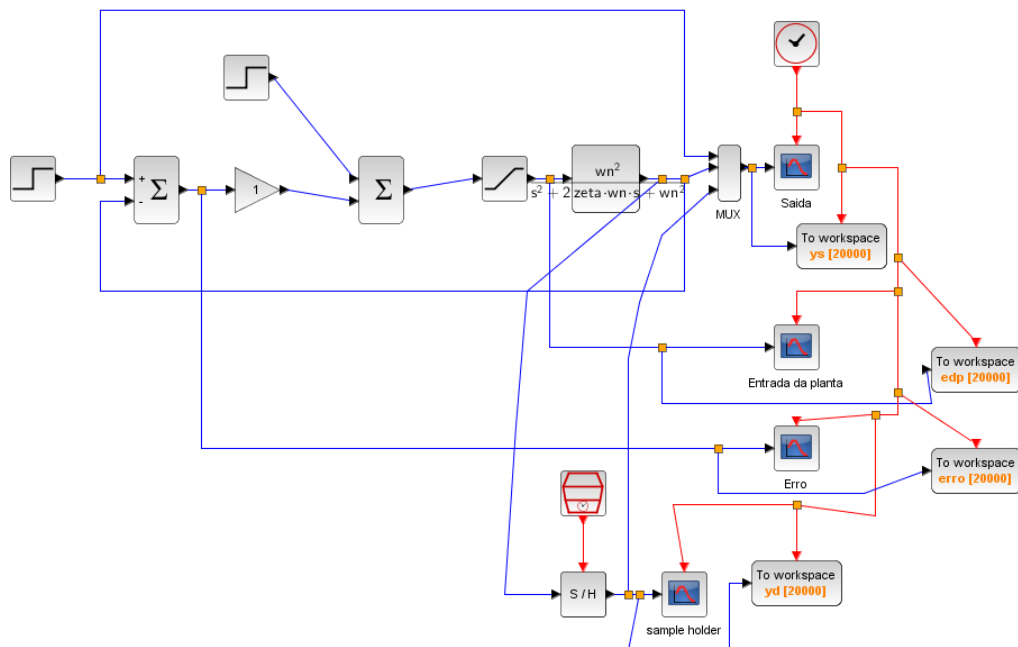 +
-
Σ
1
Σ
wn²
s² + 2 zeta·wn·s + wn²
MUX
Saida
To workspace
ys [20000]
Entrada da planta
To workspace
edp [20000]
Erro
To workspace
erro [20000]
S / H
sample holder
To workspace
yd [20000]